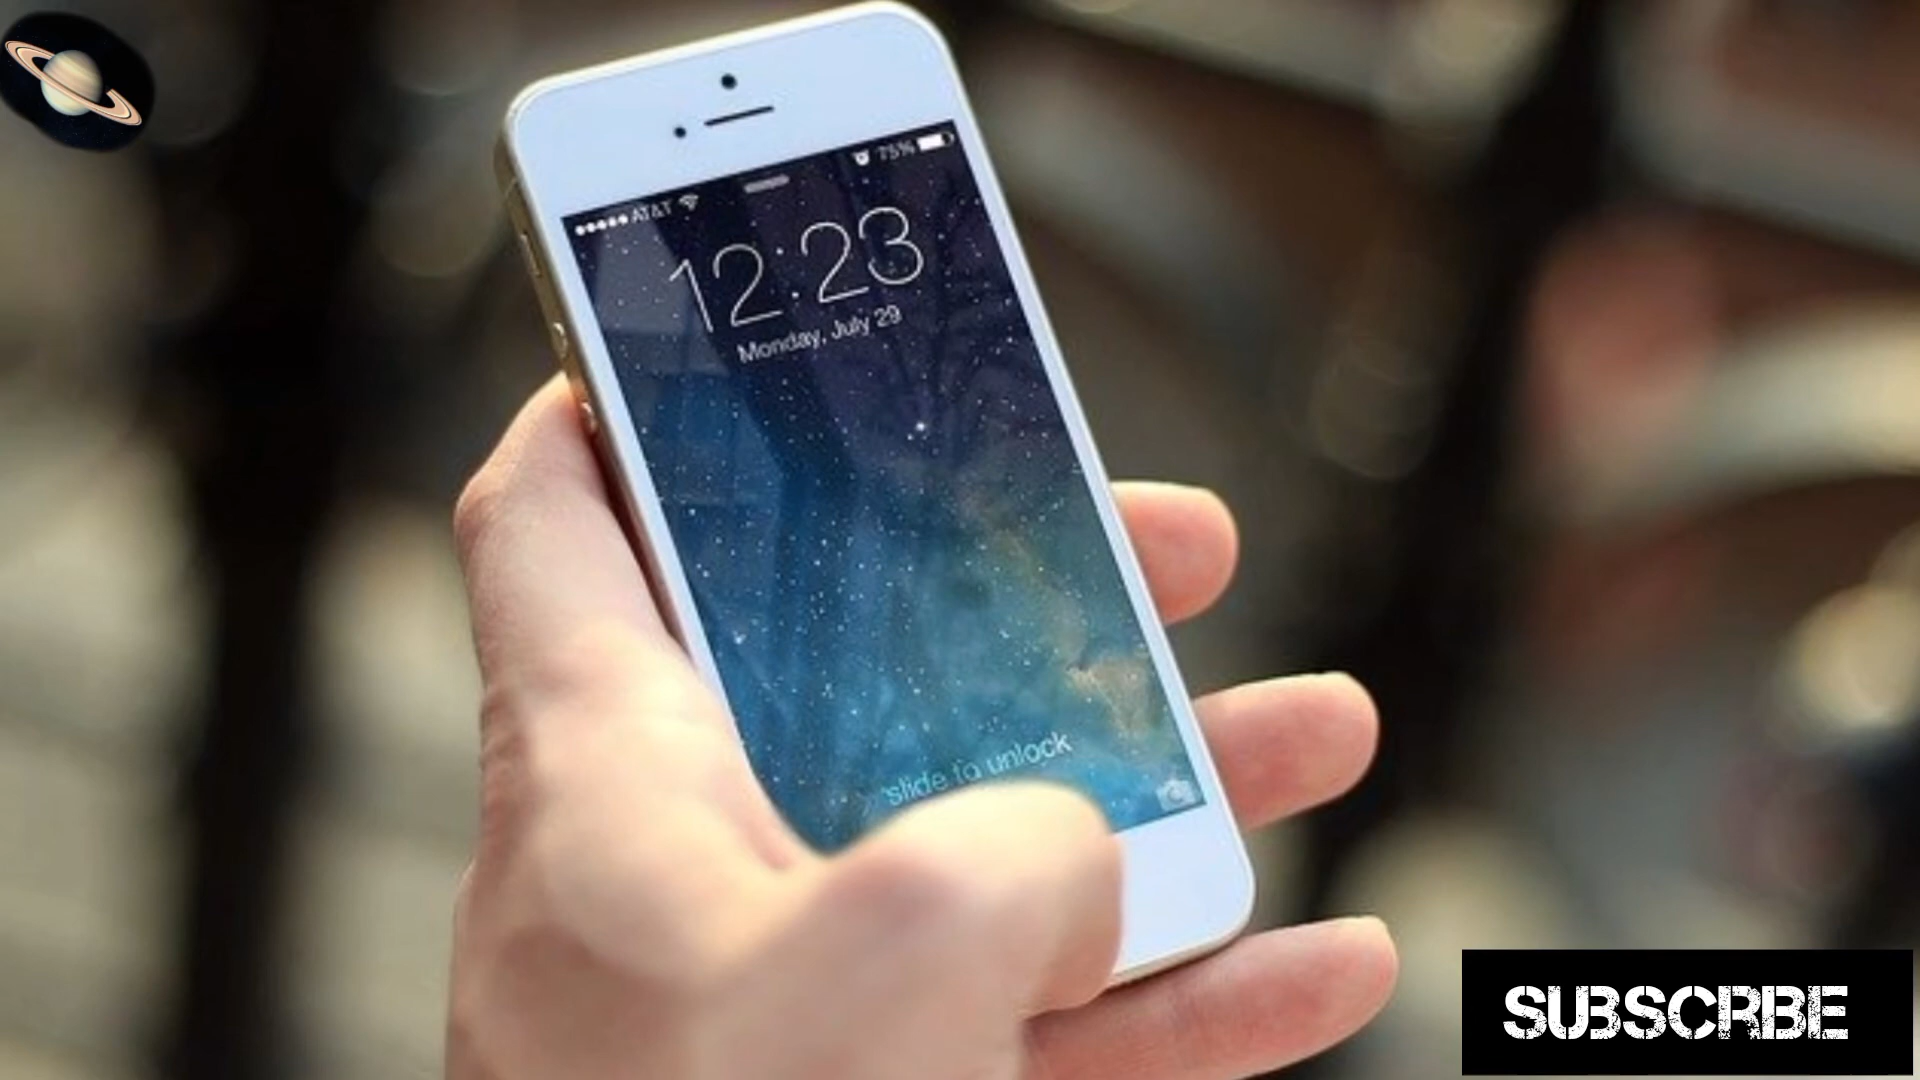 ●●●●● AT&T 75%
12:23
Monday, July 29
slide to unlock
SUBSCRBE